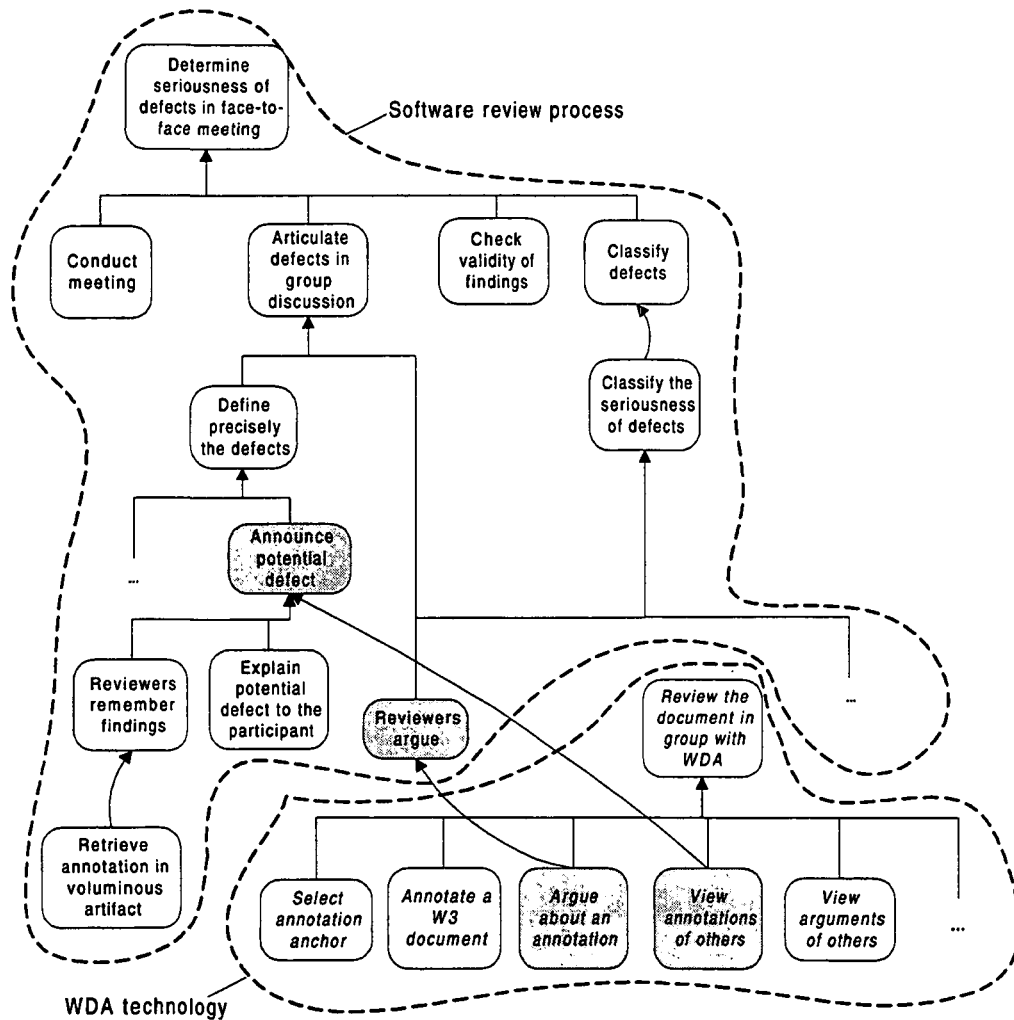 Determine
seriousness of
defects in face-to-
face meeting
Software review process
Conduct
meeting
Articulate
defects in
group
discussion
Check
validity of
findings
Classify
defects
Classify the
seriousness
of defects
Define
precisely
the defects
Announce
potential
defect
...
Reviewers
remember
findings
Explain
potential
defect to the
participant
Reviewers
argue
Review the
document in
group with
WDA
...
Retrieve
annotation in
voluminous
artifact
Select
annotation
anchor
Annotate a
W3
document
Argue
about an
annotation
View
annotations
of others
View
arguments
of others
...
WDA technology